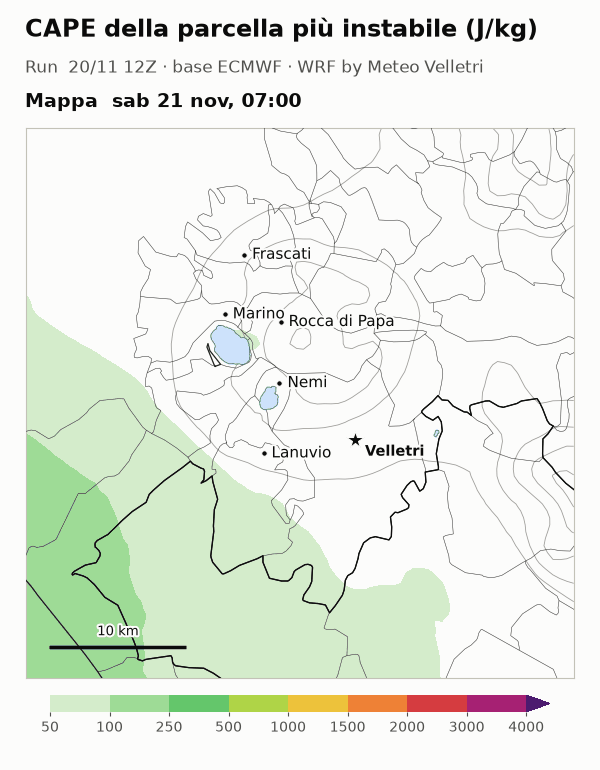 CAPE della parcella più instabile (J/kg)
Run  20/11 12Z · base ECMWF · WRF by Meteo Velletri
Mappa  sab 21 nov, 07:00
Frascati
Marino
Rocca di Papa
Nemi
Velletri
Lanuvio
10 km
50 100 250 500 1000 1500 2000 3000 4000